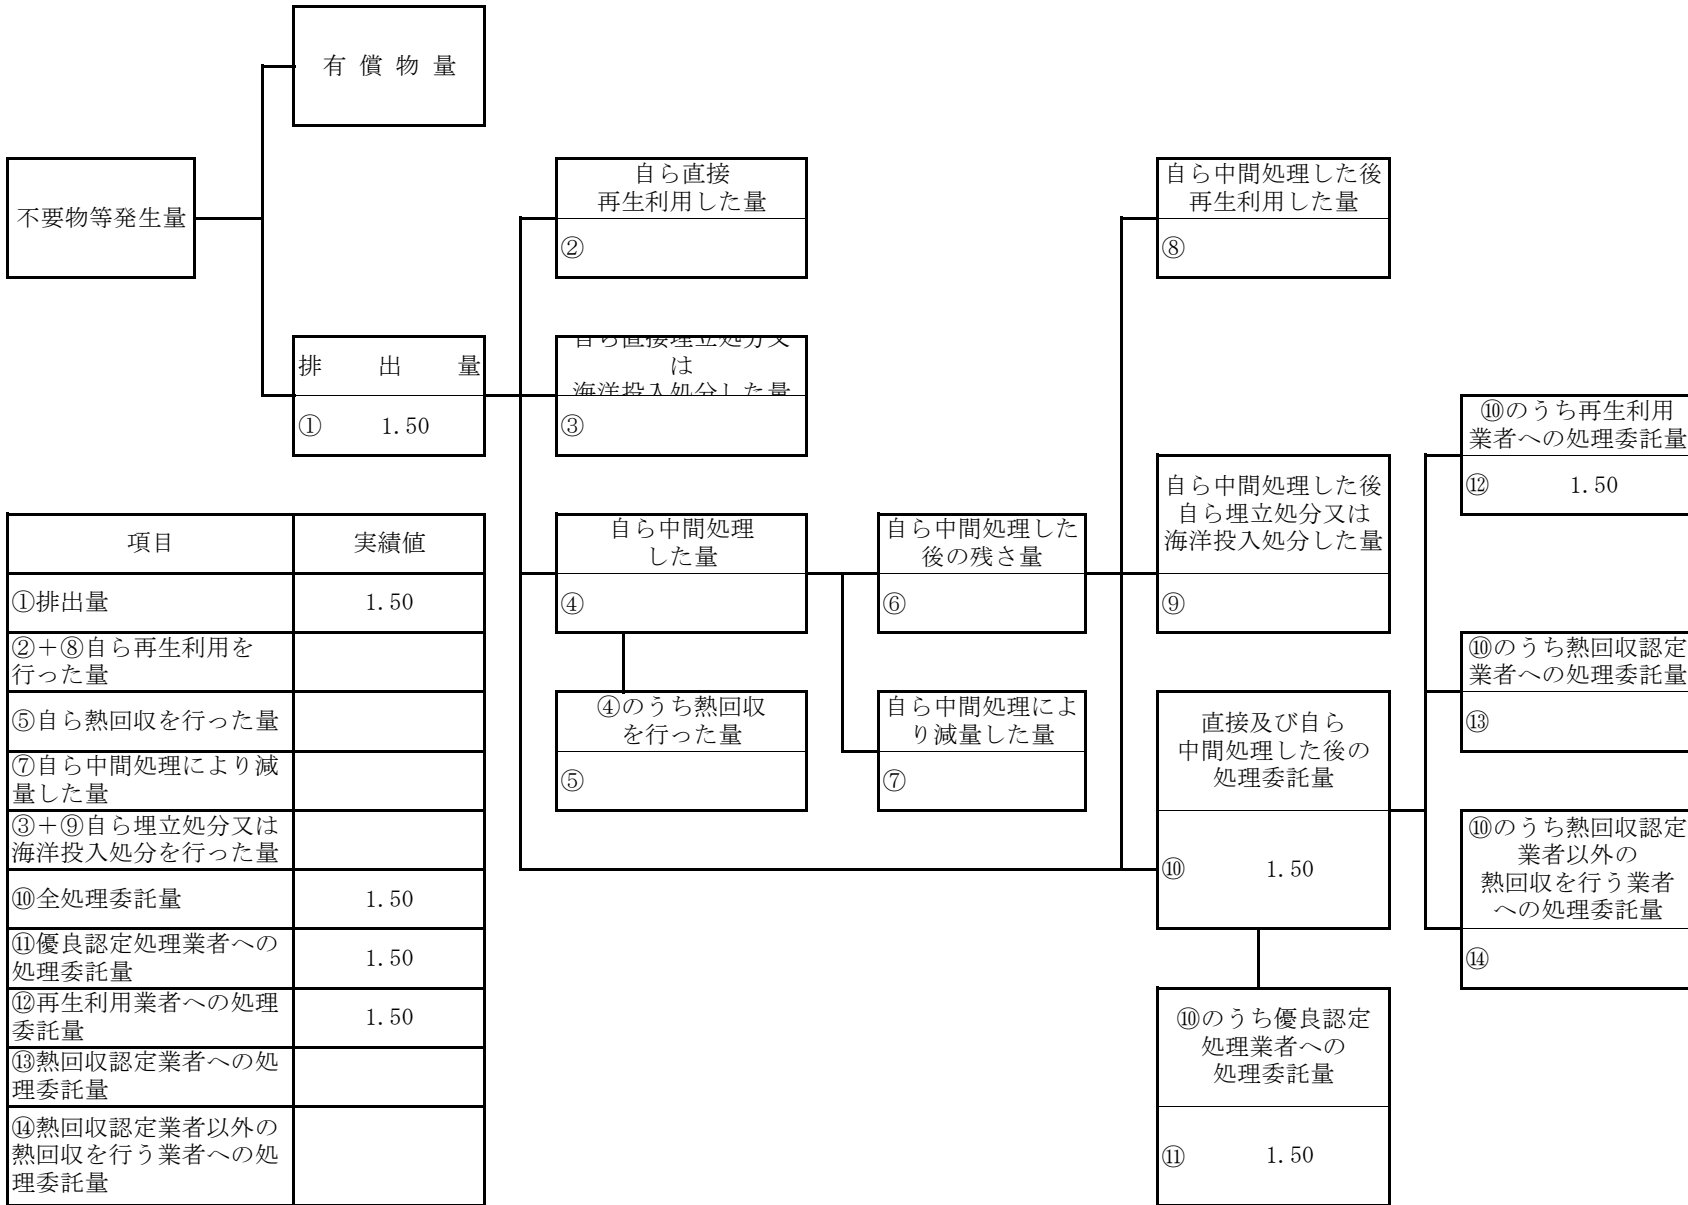 有償物量
不要物等発生量
自ら直接
再生利用した量
②
自ら中間処理した後
再生利用した量
⑧
排出量
① 1.50
自ら直接埋立処分又
は
海洋投入処分した量
③
⑩のうち再生利用
業者への処理委託量
⑫ 1.50
自ら中間処理した後
自ら埋立処分又は
海洋投入処分した量
⑨
自ら中間処理
した量
④
自ら中間処理した
後の残さ量
⑥
⑩のうち熱回収認定
業者への処理委託量
⑬
④のうち熱回収
を行った量
⑤
自ら中間処理によ
り減量した量
⑦
直接及び自ら
中間処理した後の
処理委託量
⑩ 1.50
⑩のうち熱回収認定
業者以外の
熱回収を行う業者
への処理委託量
⑭
⑩のうち優良認定
処理業者への
処理委託量
⑪ 1.50
項目 実績値
①排出量 1.50
②+⑧自ら再生利用を
行った量
⑤自ら熱回収を行った量
⑦自ら中間処理により減
量した量
③+⑨自ら埋立処分又は
海洋投入処分を行った量
⑩全処理委託量 1.50
⑪優良認定処理業者への
処理委託量 1.50
⑫再生利用業者への処理
委託量 1.50
⑬熱回収認定業者への処
理委託量
⑭熱回収認定業者以外の
熱回収を行う業者への処
理委託量